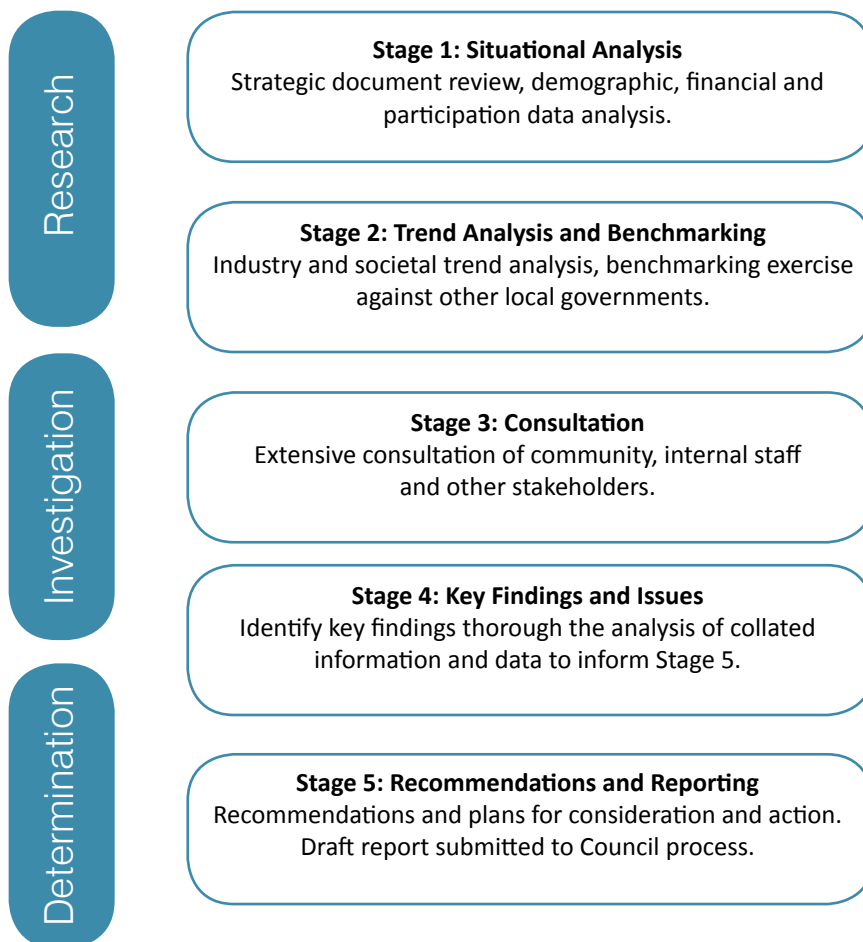 Research
Stage 1: Situational Analysis
Strategic document review, demographic, financial and
participation data analysis.
Stage 2: Trend Analysis and Benchmarking
Industry and societal trend analysis, benchmarking exercise
against other local governments.
Investigation
Stage 3: Consultation
Extensive consultation of community, internal staff
and other stakeholders.
Stage 4: Key Findings and Issues
Identify key findings thorough the analysis of collated
information and data to inform Stage 5.
Determination
Stage 5: Recommendations and Reporting
Recommendations and plans for consideration and action.
Draft report submitted to Council process.